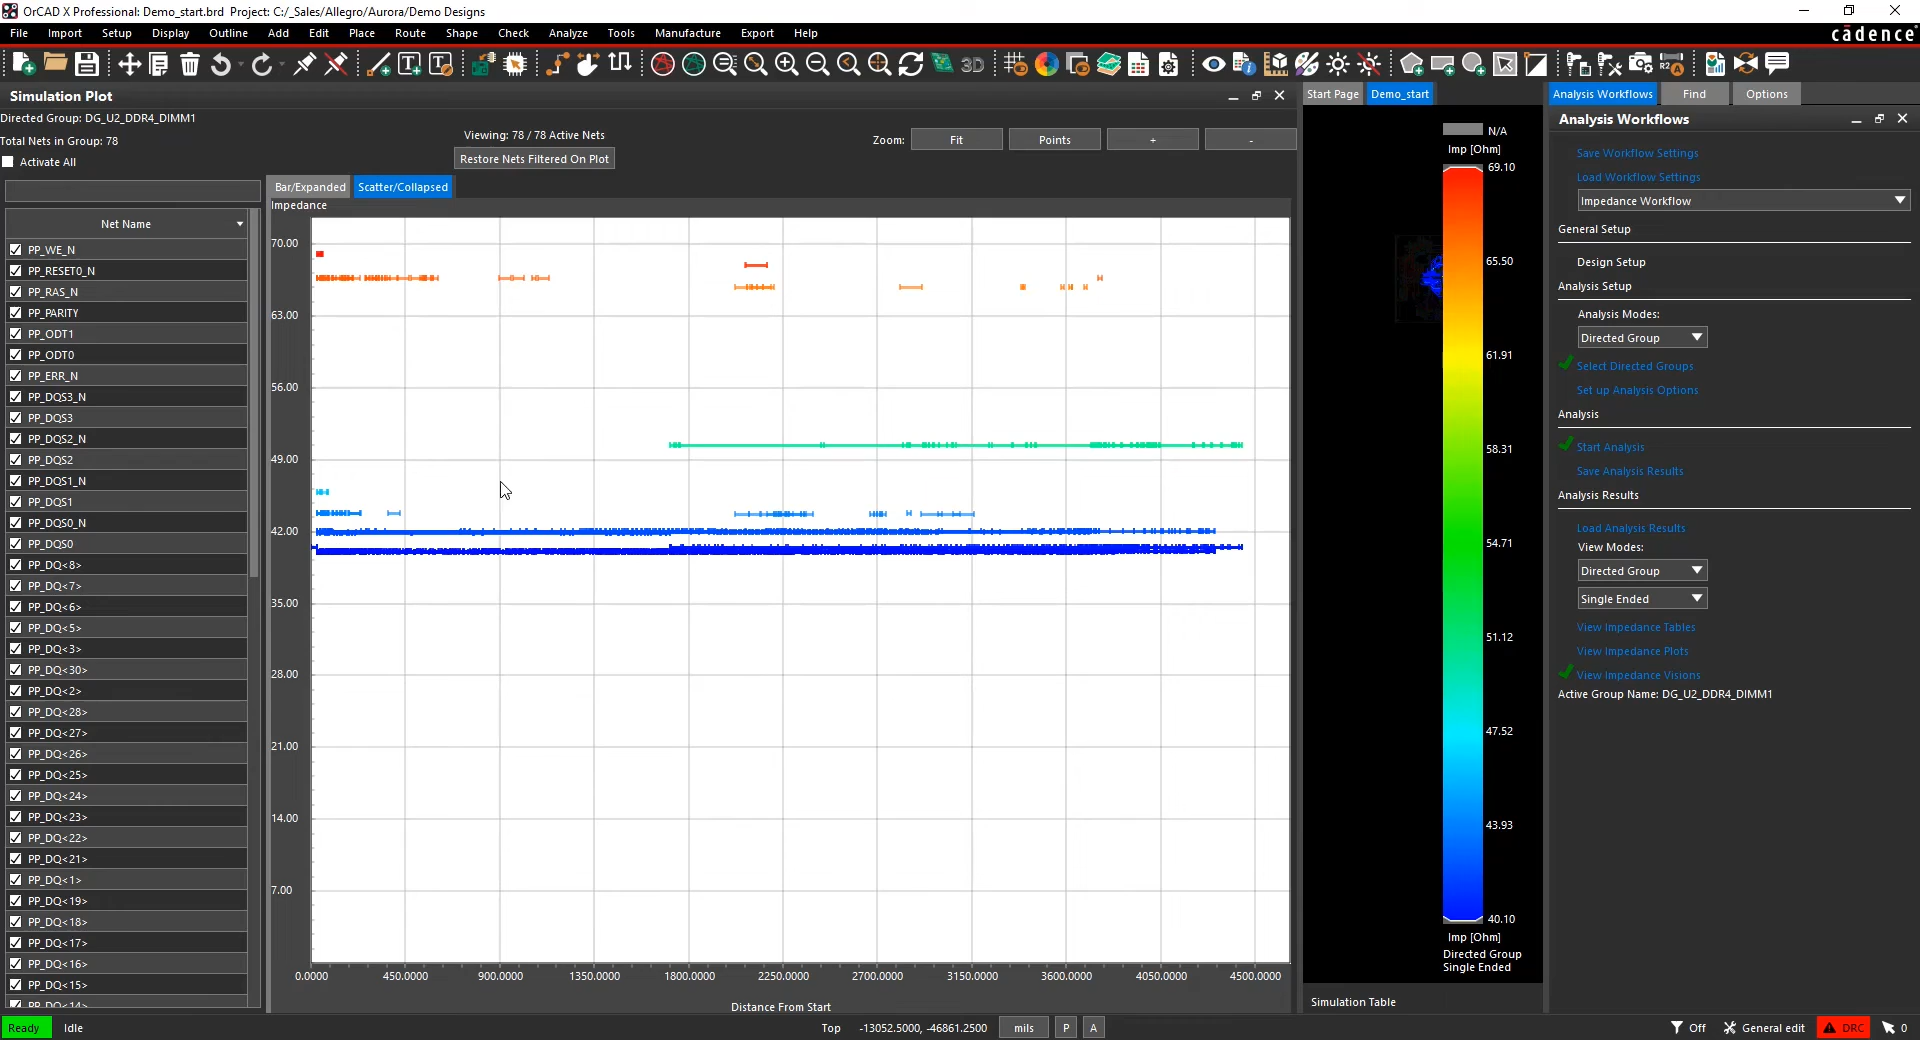 OrCAD X Professional: Demo_start.brd  Project: C:/_Sales/Allegro/Aurora/Demo Designs
File Import Setup Display Outline Add Edit Place Route Shape Check Analyze Tools Manufacture Export Help
cādence
3D
R2
Simulation Plot
Start Page Demo_start
Analysis Workflows Find Options
Directed Group: DG_U2_DDR4_DIMM1
Total Nets in Group: 78
Activate All
Viewing: 78 / 78 Active Nets
Restore Nets Filtered On Plot
Zoom: Fit Points + -
Bar/Expanded Scatter/Collapsed
Net Name
PP_WE_N
PP_RESET0_N
PP_RAS_N
PP_PARITY
PP_ODT1
PP_ODT0
PP_ERR_N
PP_DQS3_N
PP_DQS3
PP_DQS2_N
PP_DQS2
PP_DQS1_N
PP_DQS1
PP_DQS0_N
PP_DQS0
PP_DQ<8>
PP_DQ<7>
PP_DQ<6>
PP_DQ<5>
PP_DQ<3>
PP_DQ<30>
PP_DQ<2>
PP_DQ<28>
PP_DQ<27>
PP_DQ<26>
PP_DQ<25>
PP_DQ<24>
PP_DQ<23>
PP_DQ<22>
PP_DQ<21>
PP_DQ<1>
PP_DQ<19>
PP_DQ<18>
PP_DQ<17>
PP_DQ<16>
PP_DQ<15>
PP_DQ<14>
Impedance
70.00
63.00
56.00
49.00
42.00
35.00
28.00
21.00
14.00
7.00
0.0000 450.0000 900.0000 1350.0000 1800.0000 2250.0000 2700.0000 3150.0000 3600.0000 4050.0000 4500.0000
Distance From Start
N/A
Imp [Ohm]
69.10
65.50
61.91
58.31
54.71
51.12
47.52
43.93
40.10
Imp [Ohm]
Directed Group
Single Ended
Simulation Table
Analysis Workflows
Save Workflow Settings
Load Workflow Settings
Impedance Workflow
General Setup
Design Setup
Analysis Setup
Analysis Modes:
Directed Group
Select Directed Groups
Set up Analysis Options
Analysis
Start Analysis
Save Analysis Results
Analysis Results
Load Analysis Results
View Modes:
Directed Group
Single Ended
View Impedance Tables
View Impedance Plots
View Impedance Visions
Active Group Name: DG_U2_DDR4_DIMM1
Ready Idle Top -13052.5000, -46861.2500 mils P A Off General edit DRC 0